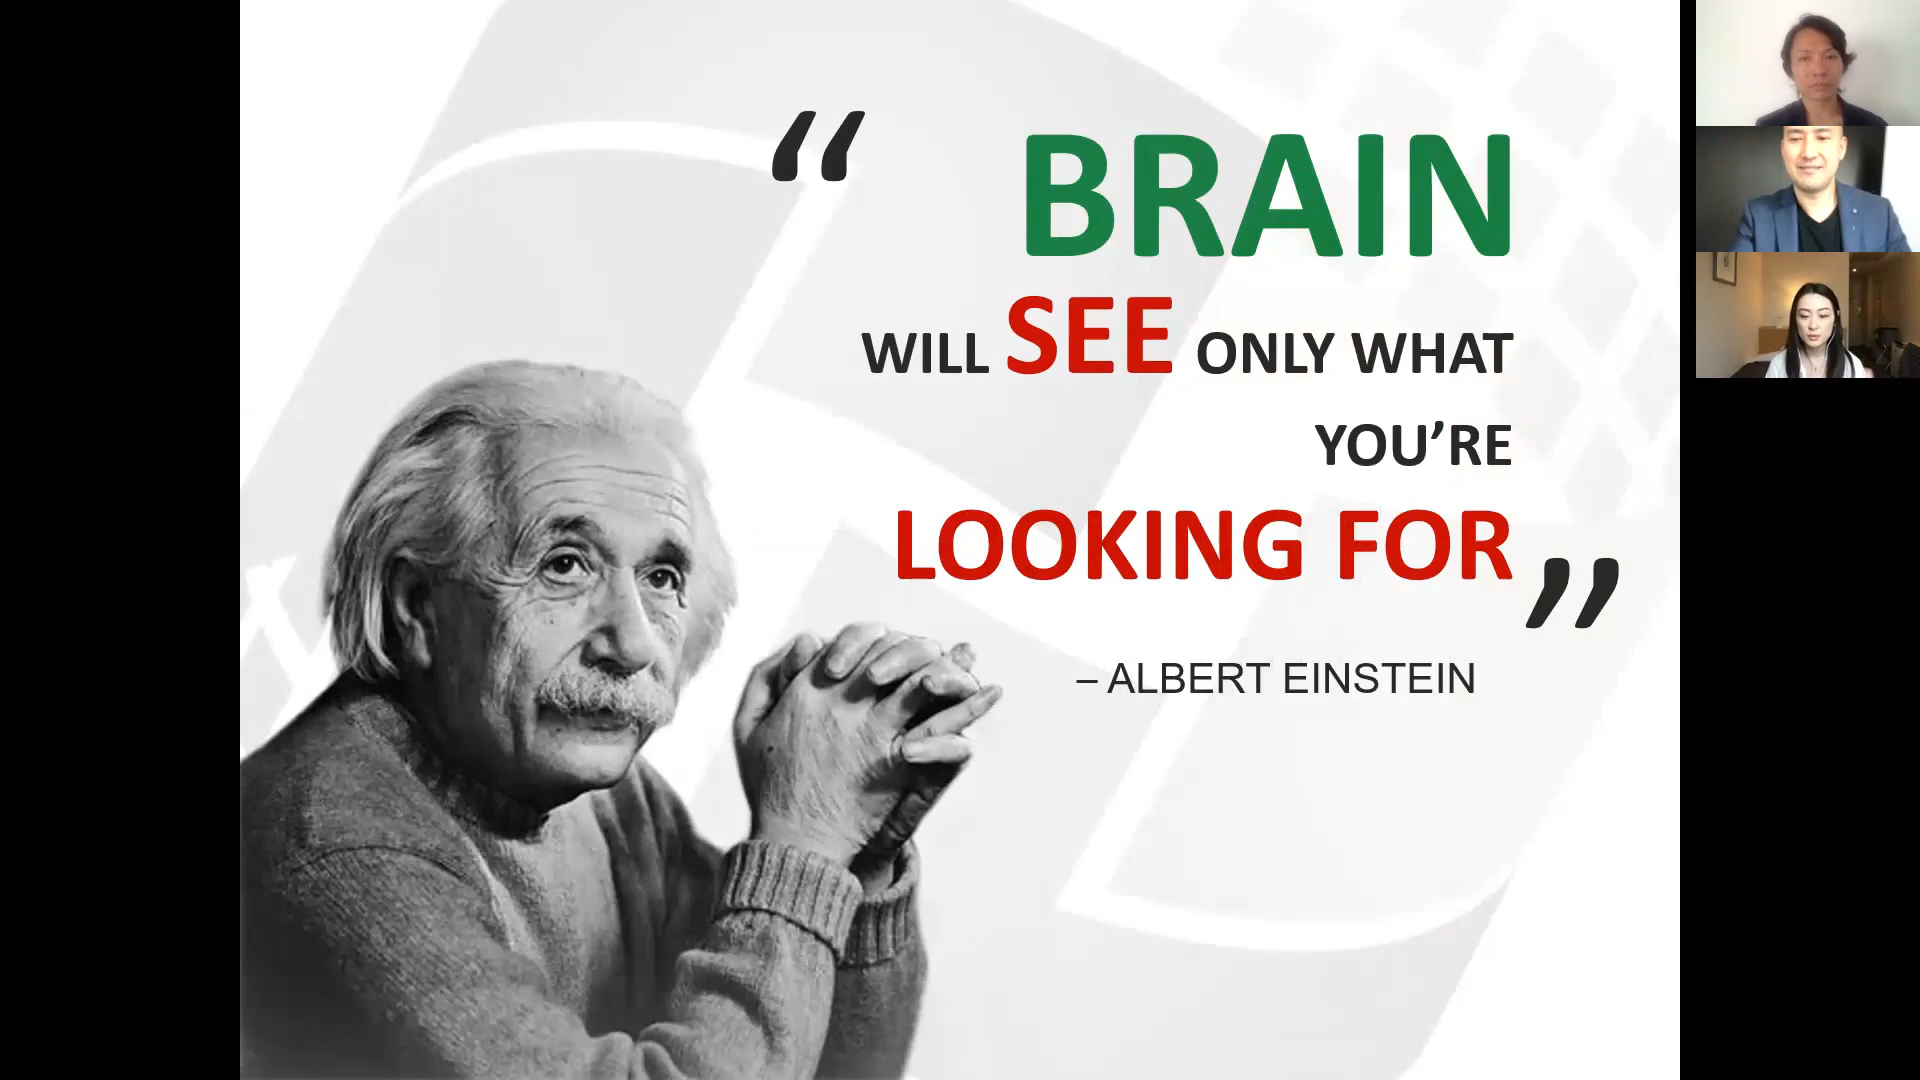 “ BRAIN
WILL SEE ONLY WHAT
YOU’RE
LOOKING FOR ”
– ALBERT EINSTEIN